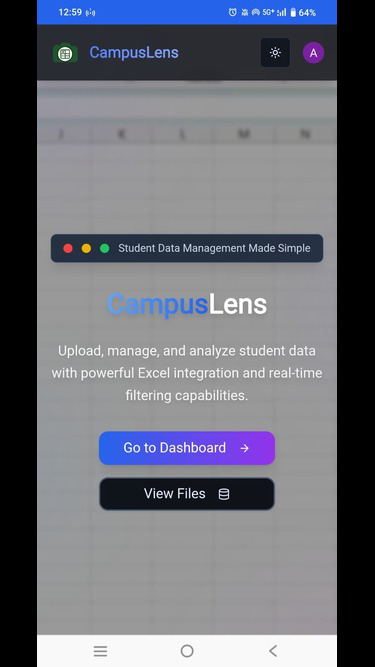 12:59
5G+ 64%
CampusLens
A
J K L M N
Student Data Management Made Simple
CampusLens
Upload, manage, and analyze student data
with powerful Excel integration and real-time
filtering capabilities.
Go to Dashboard
View Files